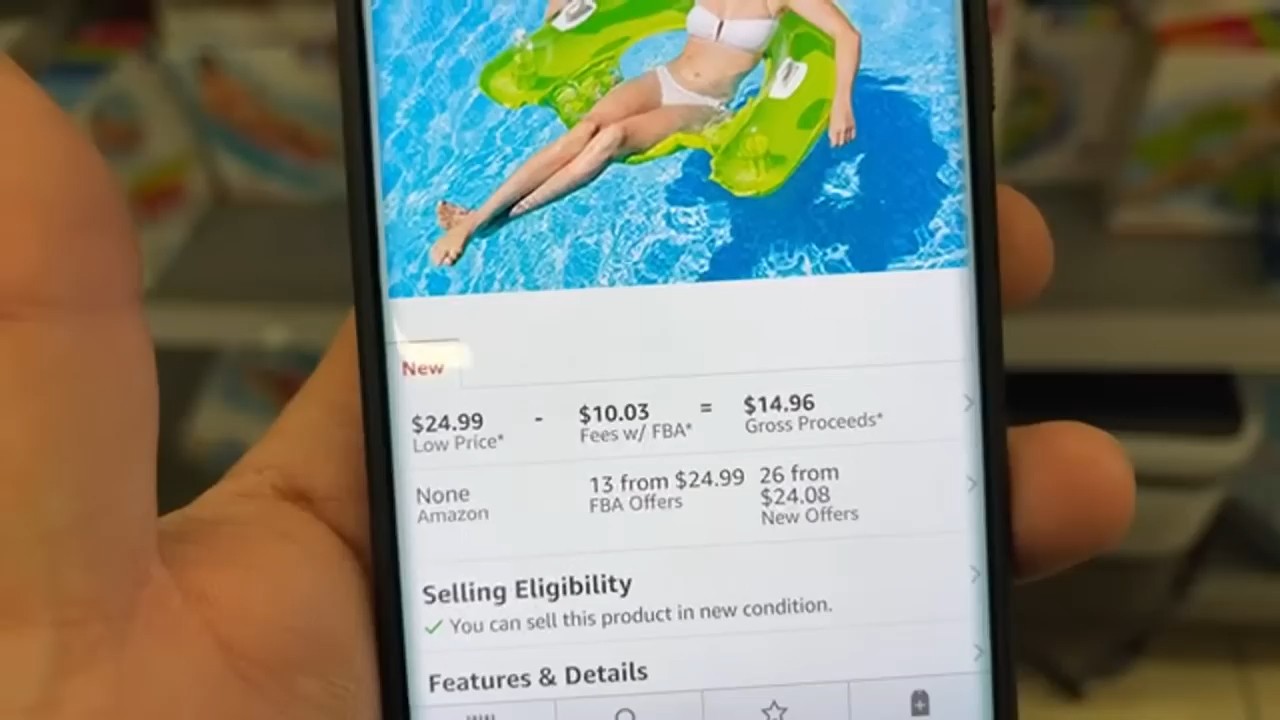 New
$24.99 - $10.03 = $14.96
Low Price* Fees w/ FBA* Gross Proceeds*
None 13 from $24.99 26 from
Amazon FBA Offers $24.08
New Offers
Selling Eligibility
✓ You can sell this product in new condition.
Features & Details